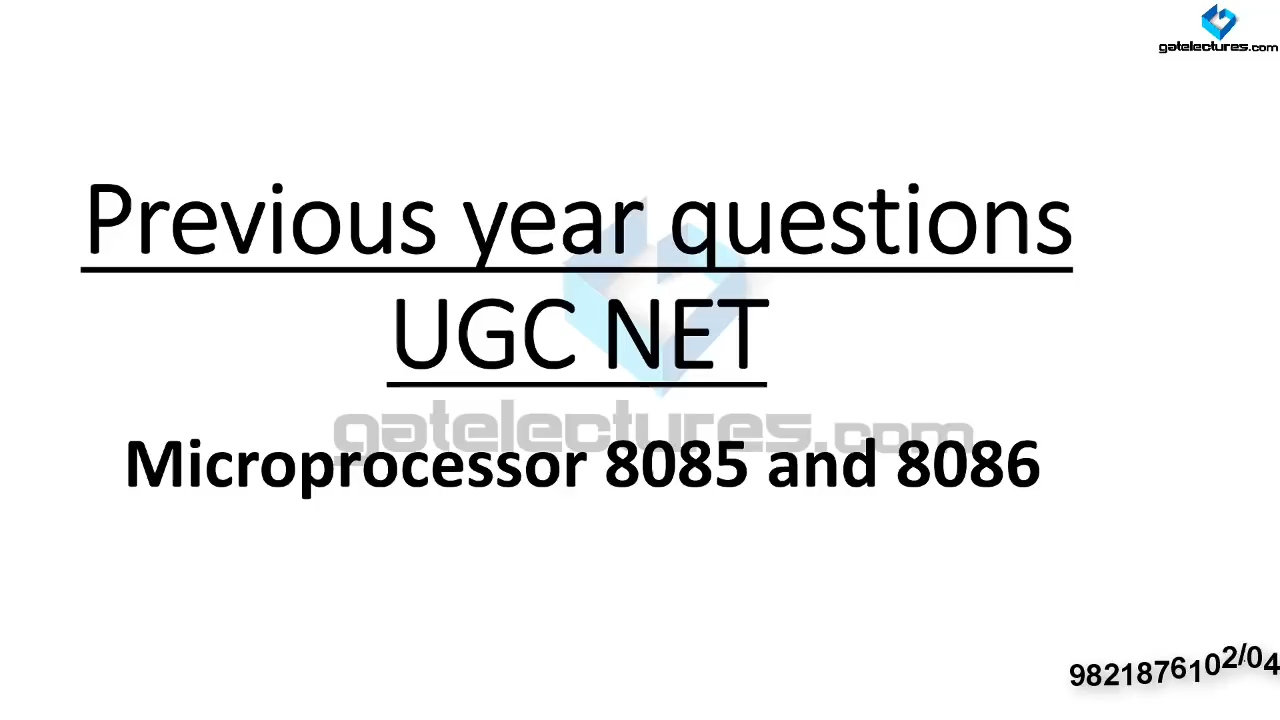 gatelectures.com
Previous year questions
UGC NET
gatelectures.com
Microprocessor 8085 and 8086
9821876102/04